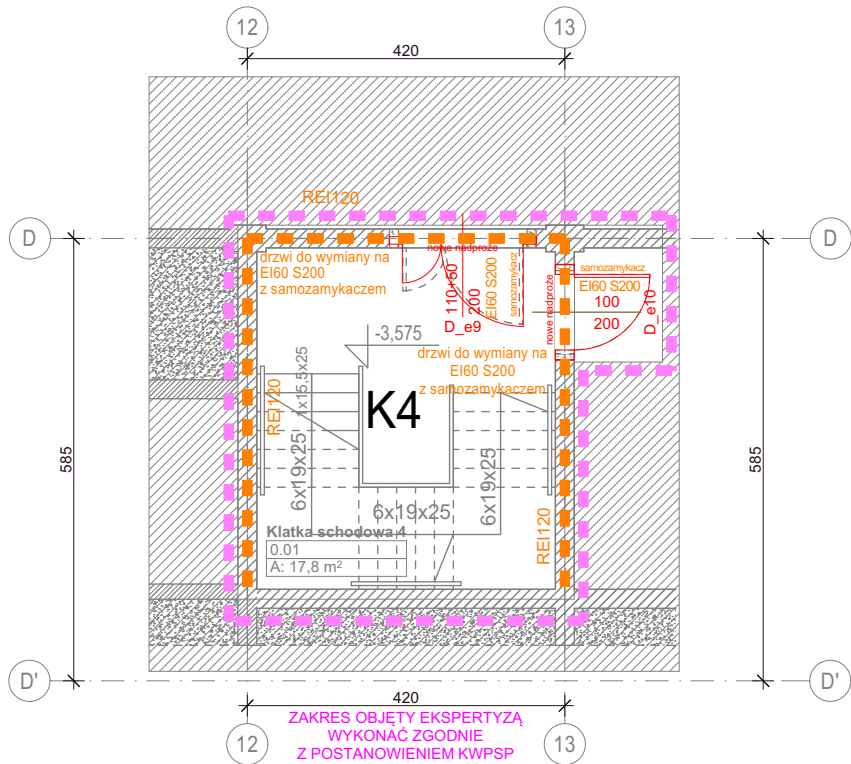 12
13
420
REI120
D
D
drzwi do wymiany na
EI60 S200
z samozamykaczem
nowe nadproże
110+50
200
EI60 S200
samozamykacz
D_e9
nowe nadproże
samozamykacz
EI60 S200
100
200
D_e10
-3,575
drzwi do wymiany na
EI60 S200
z samozamykaczem
REI120
1x15,5x25
K4
585
585
6x19x25
6x19x25
6x19x25
REI120
Klatka schodowa 4
0.01
A: 17,8 m²
D'
D'
420
ZAKRES OBJĘTY EKSPERTYZĄ
WYKONAĆ ZGODNIE
Z POSTANOWIENIEM KWPSP
12
13